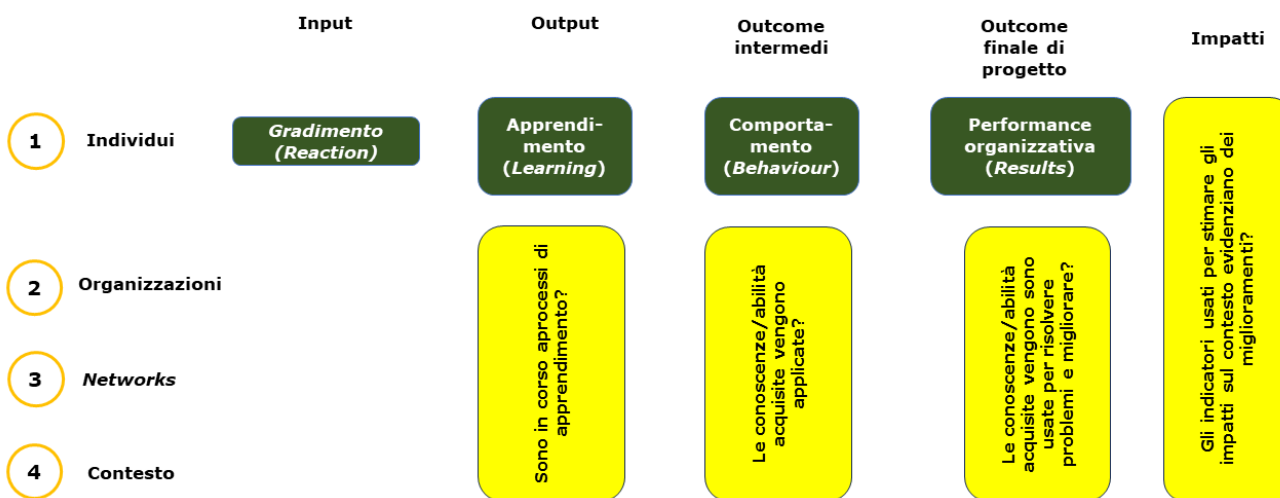 Input
Output
Outcome
intermedi
Outcome
finale di
progetto
Impatti
1
Individui
Gradimento
(Reaction)
Apprendi-
mento
(Learning)
Comporta-
mento
(Behaviour)
Performance
organizzativa
(Results)
Gli indicatori usati per stimare gli
impatti sul contesto evidenziano dei
miglioramenti?
2
Organizzazioni
3
Networks
4
Contesto
Sono in corso aprocessi di
apprendimento?
Le conoscenze/abilità
acquisite vengono
applicate?
Le conoscenze/abilità
acquisite vengono sono
usate per risolvere
problemi e migliorare?